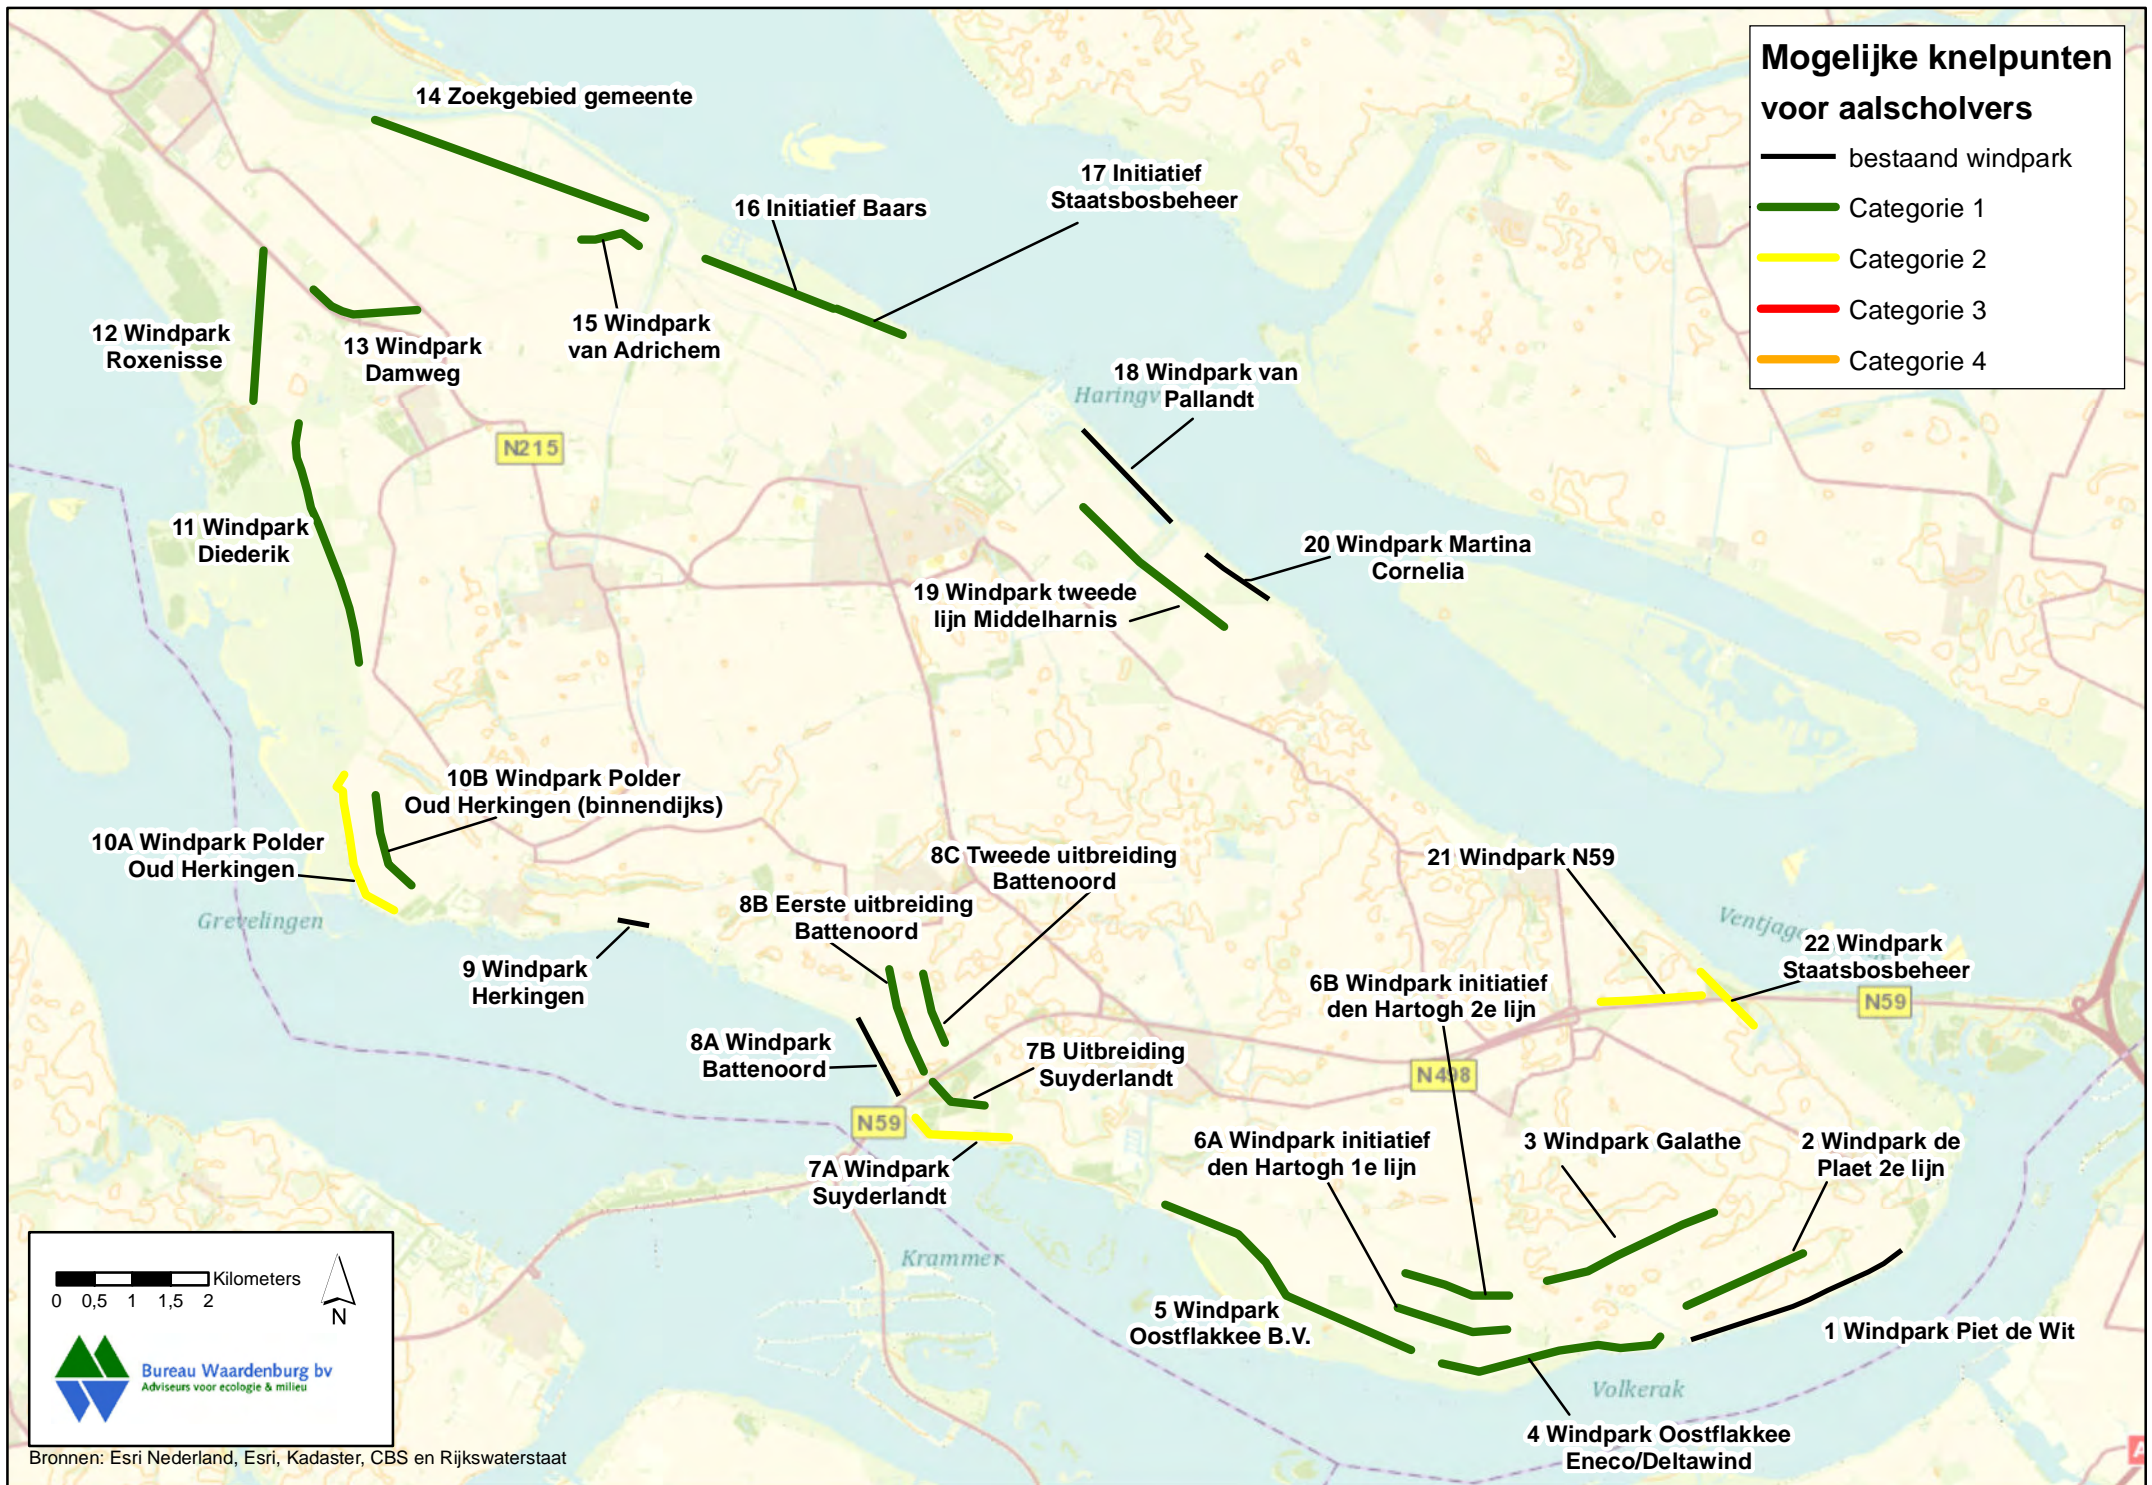 Mogelijke knelpunten
voor aalscholvers
bestaand windpark
Categorie 1
Categorie 2
Categorie 3
Categorie 4
14 Zoekgebied gemeente
17 Initiatief
Staatsbosbeheer
16 Initiatief Baars
15 Windpark
van Adrichem
12 Windpark
Roxenisse
13 Windpark
Damweg
18 Windpark van
Pallandt
Haringv
N215
11 Windpark
Diederik
20 Windpark Martina
Cornelia
19 Windpark tweede
lijn Middelharnis
10B Windpark Polder
Oud Herkingen (binnendijks)
10A Windpark Polder
Oud Herkingen
Grevelingen
8C Tweede uitbreiding
Battenoord
21 Windpark N59
8B Eerste uitbreiding
Battenoord
Ventjag
22 Windpark
Staatsbosbeheer
N59
9 Windpark
Herkingen
6B Windpark initiatief
den Hartogh 2e lijn
8A Windpark
Battenoord
7B Uitbreiding
Suyderlandt
N498
N59
6A Windpark initiatief
den Hartogh 1e lijn
3 Windpark Galathe
2 Windpark de
Plaet 2e lijn
7A Windpark
Suyderlandt
Krammer
5 Windpark
Oostflakkee B.V.
1 Windpark Piet de Wit
Volkerak
4 Windpark Oostflakkee
Eneco/Deltawind
A
Kilometers
0 0,5 1 1,5 2
N
Bureau Waardenburg bv
Adviseurs voor ecologie & milieu
Bronnen: Esri Nederland, Esri, Kadaster, CBS en Rijkswaterstaat